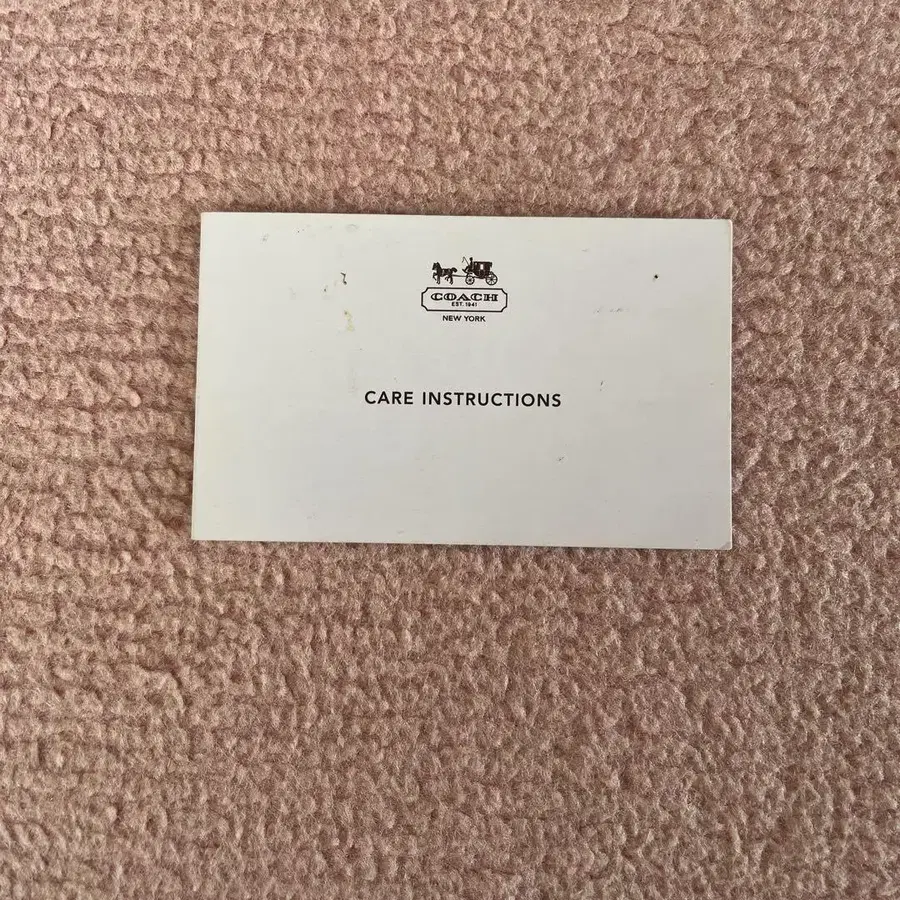 COACH
EST. 1941
NEW YORK
CARE INSTRUCTIONS